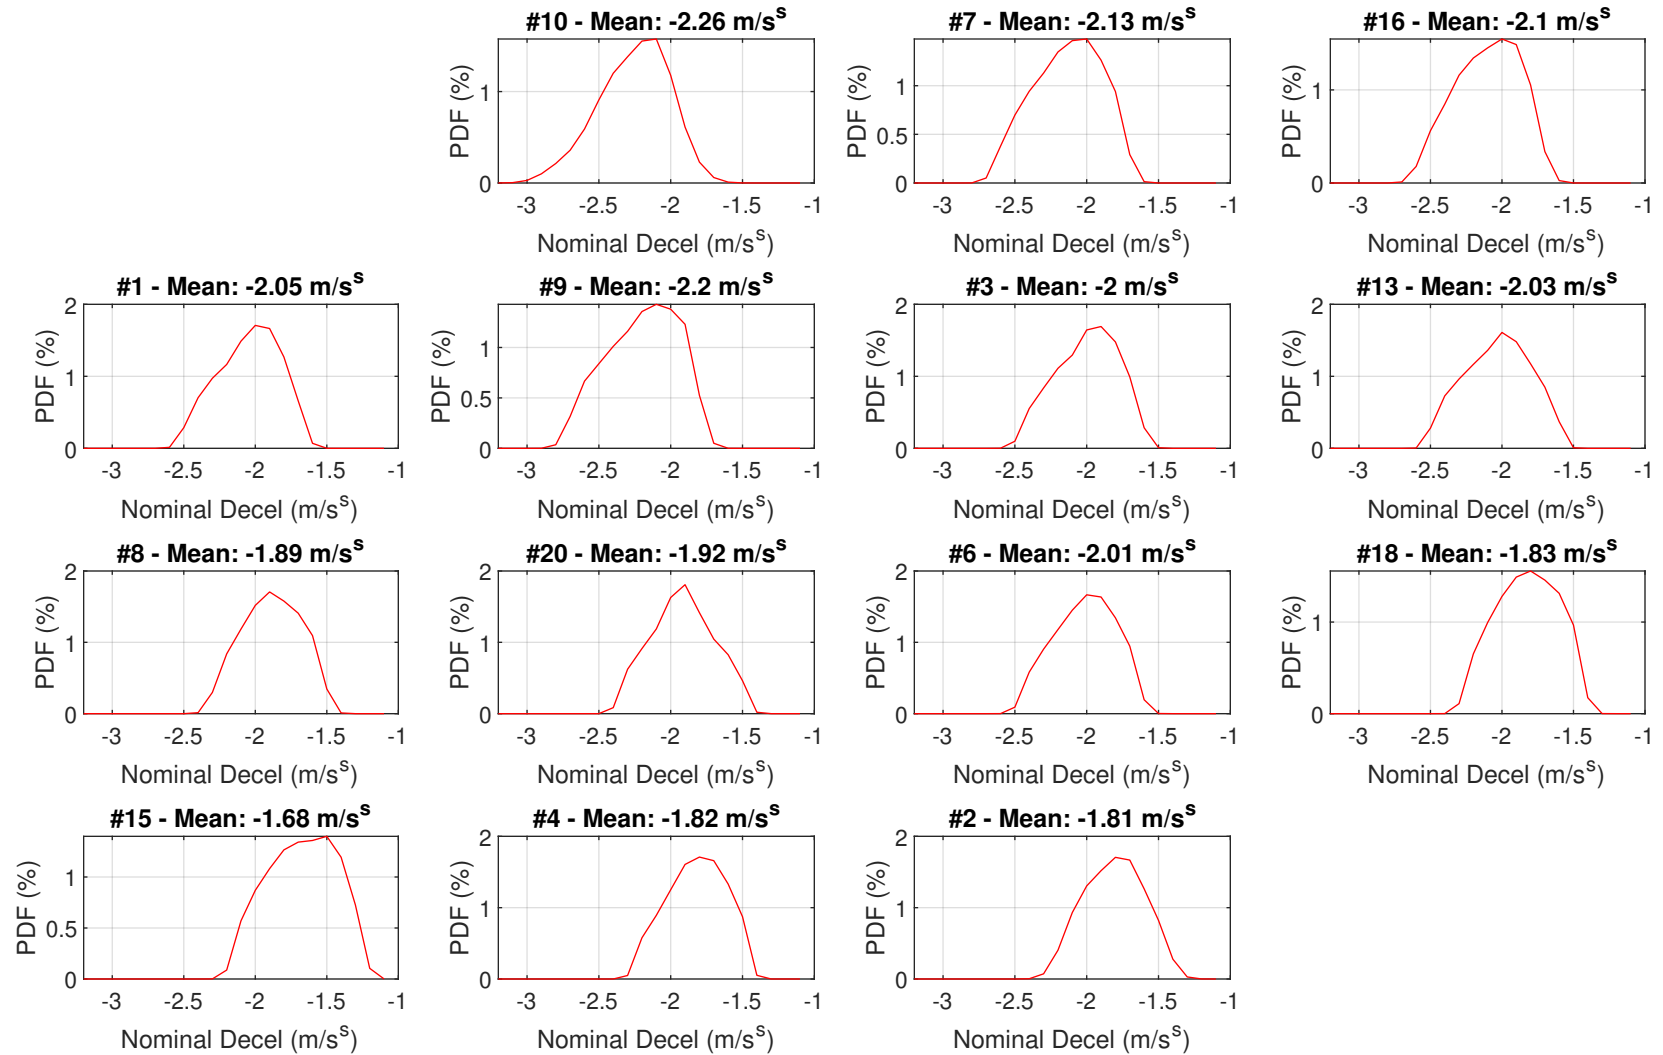 #10 - Mean: -2.26 m/s^s
PDF (%)
1
0
-3 -2.5 -2 -1.5 -1
Nominal Decel (m/s^s)
#7 - Mean: -2.13 m/s^s
PDF (%)
1
0.5
0
-3 -2.5 -2 -1.5 -1
Nominal Decel (m/s^s)
#16 - Mean: -2.1 m/s^s
PDF (%)
1
0
-3 -2.5 -2 -1.5 -1
Nominal Decel (m/s^s)
#1 - Mean: -2.05 m/s^s
PDF (%)
2
1
0
-3 -2.5 -2 -1.5 -1
Nominal Decel (m/s^s)
#9 - Mean: -2.2 m/s^s
PDF (%)
1
0.5
0
-3 -2.5 -2 -1.5 -1
Nominal Decel (m/s^s)
#3 - Mean: -2 m/s^s
PDF (%)
2
1
0
-3 -2.5 -2 -1.5 -1
Nominal Decel (m/s^s)
#13 - Mean: -2.03 m/s^s
PDF (%)
2
1
0
-3 -2.5 -2 -1.5 -1
Nominal Decel (m/s^s)
#8 - Mean: -1.89 m/s^s
PDF (%)
2
1
0
-3 -2.5 -2 -1.5 -1
Nominal Decel (m/s^s)
#20 - Mean: -1.92 m/s^s
PDF (%)
2
1
0
-3 -2.5 -2 -1.5 -1
Nominal Decel (m/s^s)
#6 - Mean: -2.01 m/s^s
PDF (%)
2
1
0
-3 -2.5 -2 -1.5 -1
Nominal Decel (m/s^s)
#18 - Mean: -1.83 m/s^s
PDF (%)
1
0
-3 -2.5 -2 -1.5 -1
Nominal Decel (m/s^s)
#15 - Mean: -1.68 m/s^s
PDF (%)
1
0.5
0
-3 -2.5 -2 -1.5 -1
Nominal Decel (m/s^s)
#4 - Mean: -1.82 m/s^s
PDF (%)
2
1
0
-3 -2.5 -2 -1.5 -1
Nominal Decel (m/s^s)
#2 - Mean: -1.81 m/s^s
PDF (%)
2
1
0
-3 -2.5 -2 -1.5 -1
Nominal Decel (m/s^s)